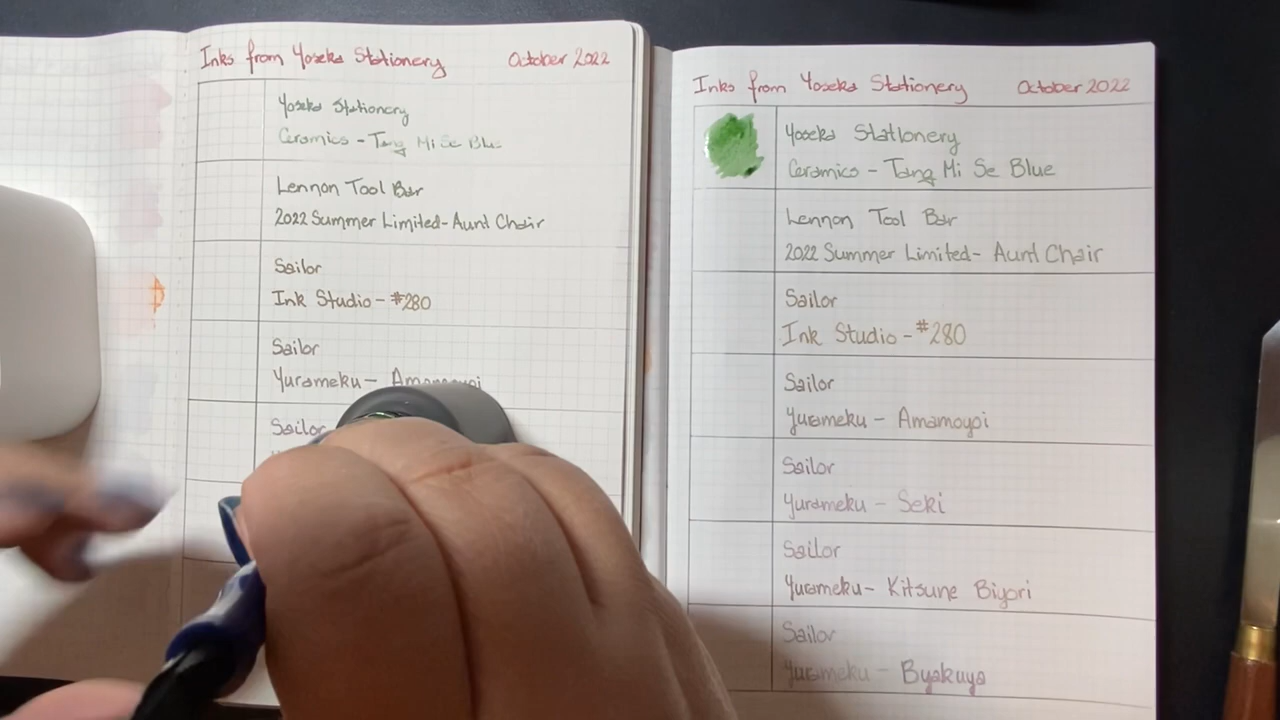 Inks from Yoseka Stationery October 2022
Yoseka Stationery
Ceramics - Tang Mi Se Blue
Lennon Tool Bar
2022 Summer Limited - Aunt Chair
Sailor
Ink Studio - #280
Sailor
Yurameku - Amamoyoi
Sailor
Inks from Yoseka Stationery October 2022
Yoseka Stationery
Ceramics - Tang Mi Se Blue
Lennon Tool Bar
2022 Summer Limited - Aunt Chair
Sailor
Ink Studio - #280
Sailor
Yurameku - Amamoyoi
Sailor
Yurameku - Seki
Sailor
Yurameku - Kitsune Biyori
Sailor
Yurameku - Byakuya